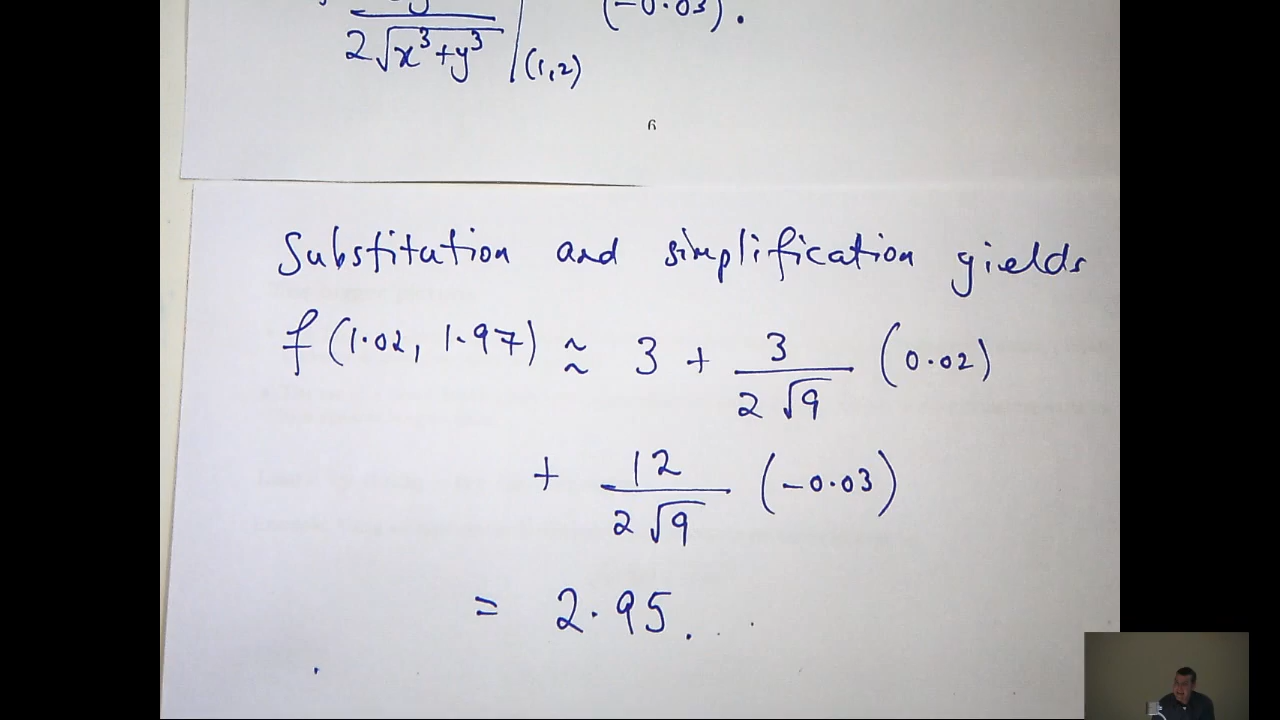 2√x³+y³ |(1,2) (-0.03).
6
Substitution and simplification yields
f(1.02, 1.97) ≈ 3 + 3/2√9 (0.02)
+ 12/2√9 (-0.03)
= 2.95.